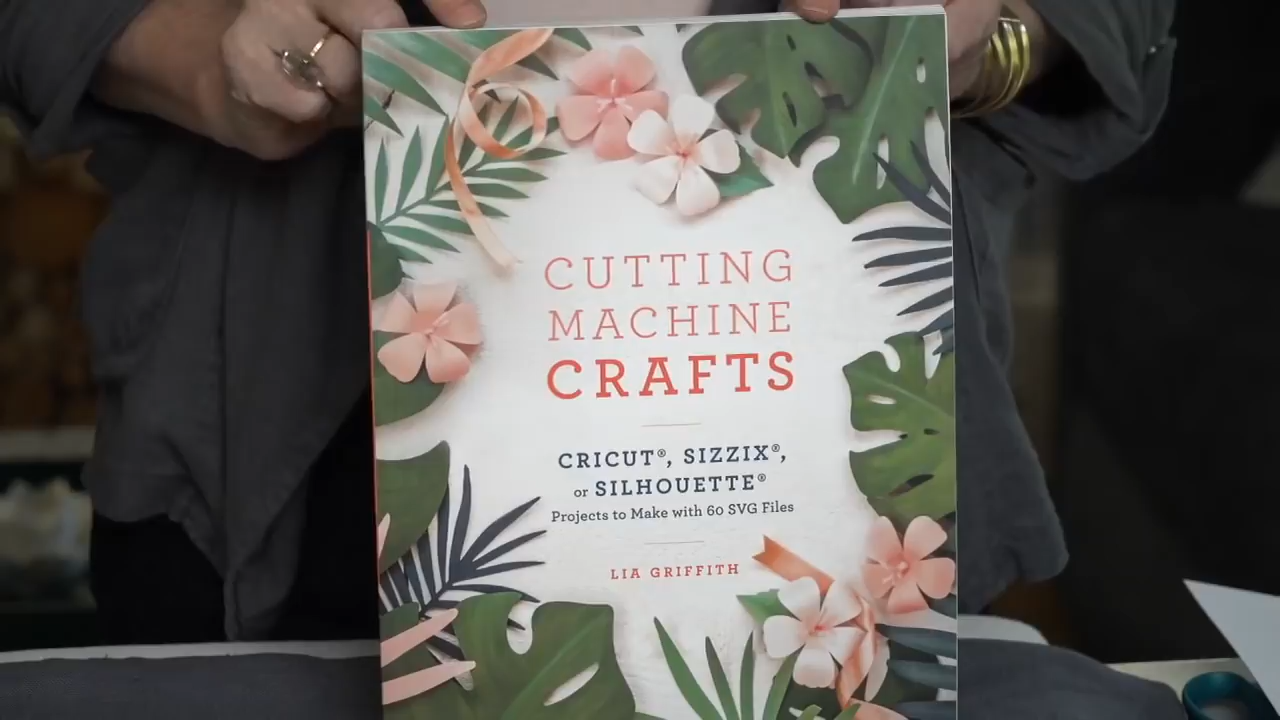 CUTTING
MACHINE
CRAFTS
CRICUT®, SIZZIX®,
or SILHOUETTE®
Projects to Make with 60 SVG Files
LIA GRIFFITH